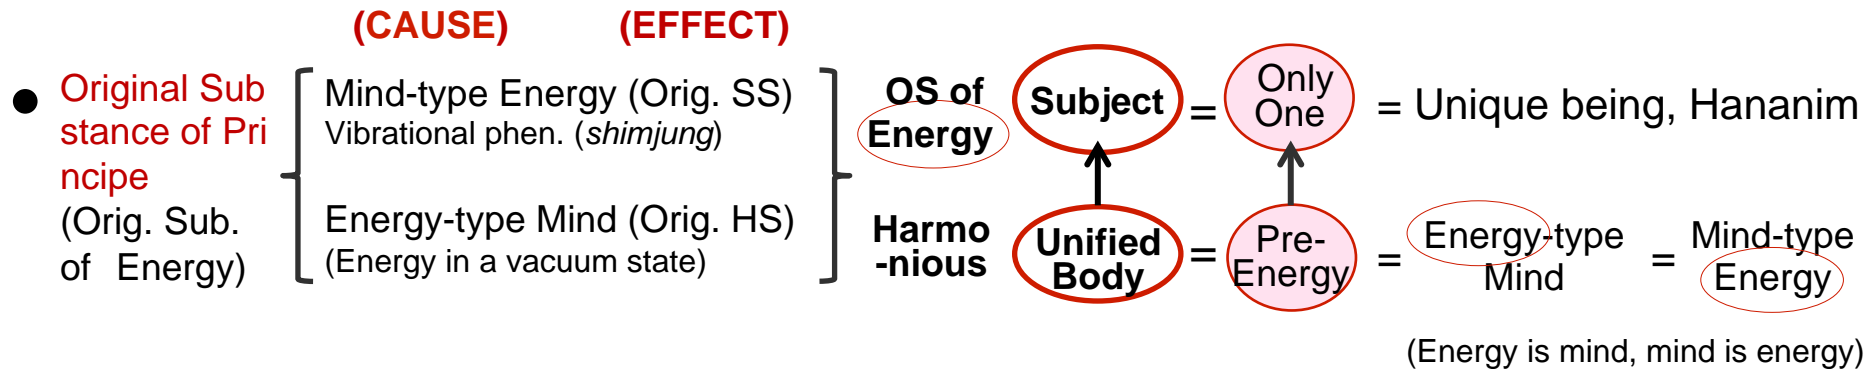 (CAUSE) (EFFECT)
● Original Sub
stance of Pri
ncipe
(Orig. Sub.
of Energy)
Mind-type Energy (Orig. SS)
Vibrational phen. (shimjung)
Energy-type Mind (Orig. HS)
(Energy in a vacuum state)
OS of
Energy
Subject = Only
One = Unique being, Hananim
Harmo
-nious
Unified
Body
=
Pre-
Energy
=
Energy-type
Mind
=
Mind-type
Energy
(Energy is mind, mind is energy)